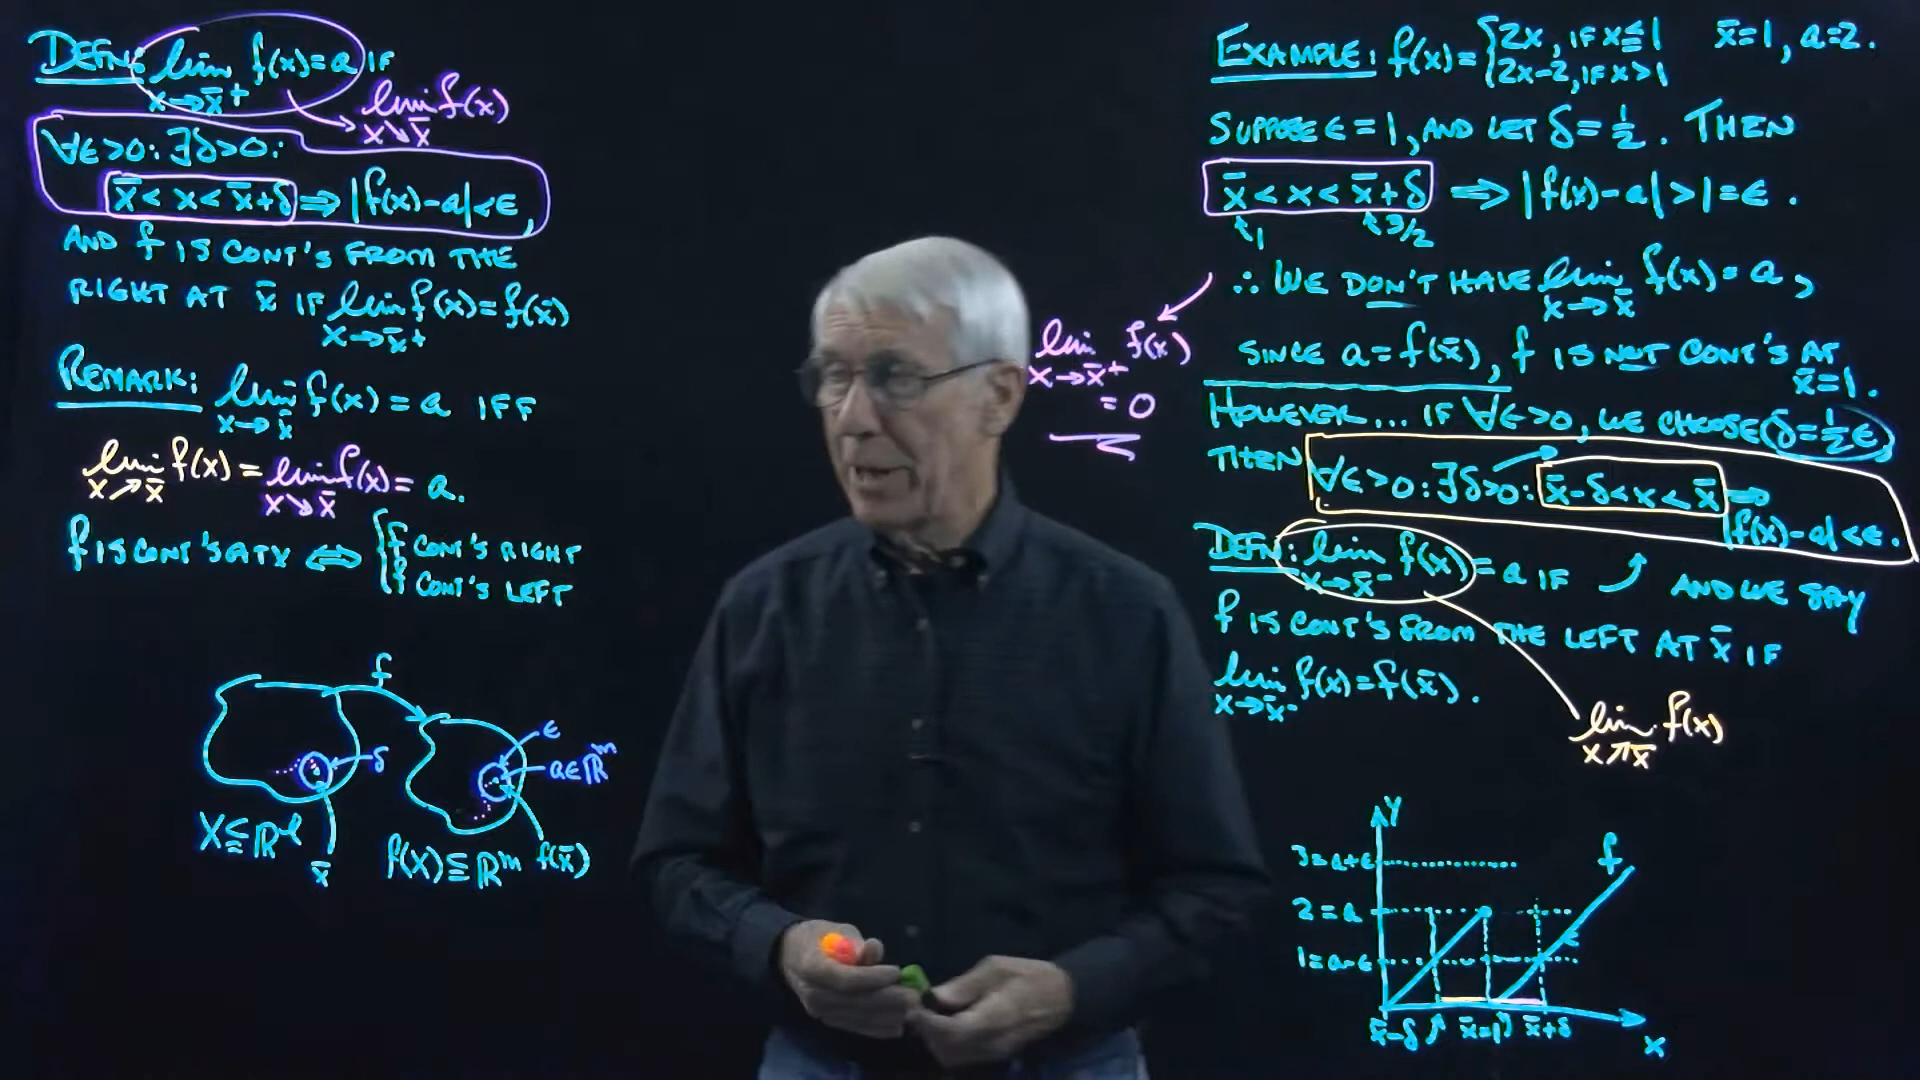 DEFN: lim f(x)=a IF
x→x̄⁺
lim f(x)
x↘x̄
∀ε>0:∃δ>0:
x̄<x<x̄+δ ⇒ |f(x)-a|<ε,
AND f IS CONT'S FROM THE
RIGHT AT x̄ IF lim f(x)=f(x̄)
x→x̄⁺
REMARK: lim f(x)=a IFF
x→x̄
lim f(x)=lim f(x)=a.
x↗x̄ x↘x̄
f IS CONT'S AT x ⇔ { f CONT'S RIGHT
f CONT'S LEFT
f
δ
ε
a∈ℝᵐ
X⊆ℝˡ
x̄
f(X)⊆ℝᵐ
f(x̄)
lim f(x)
x→x̄⁺
=0
EXAMPLE: f(x)={2x, IF x≤1 x̄=1, a=2.
2x-2, IF x>1
SUPPOSE ε=1, AND LET δ=½. THEN
x̄<x<x̄+δ ⇒ |f(x)-a|>1=ε.
↑1 ↑3/2
∴ WE DON'T HAVE lim f(x)=a,
x→x̄
SINCE a=f(x̄), f IS NOT CONT'S AT
x̄=1.
HOWEVER... IF ∀ε>0, WE CHOOSE δ=½ε,
THEN ∀ε>0:∃δ>0: x̄-δ<x<x̄ ⇒
|f(x)-a|<ε.
DEFN: lim f(x)=a IF AND WE SAY
x→x̄⁻
f IS CONT'S FROM THE LEFT AT x̄ IF
lim f(x)=f(x̄).
x→x̄⁻
lim f(x)
x↗x̄
Y
3=a+ε
f
2=a
1=a-ε
x̄-δ x̄=1 x̄+δ
x